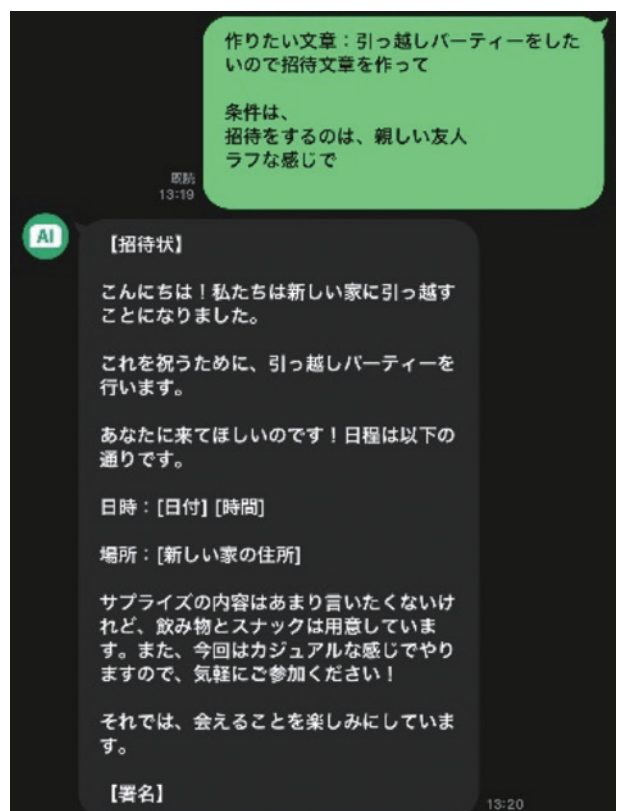 作りたい文章：引っ越しパーティーをした
いので招待文章を作って
条件は、
招待をするのは、親しい友人
ラフな感じで
既読
13:19
AI
【招待状】
こんにちは！私たちは新しい家に引っ越す
ことになりました。
これを祝うために、引っ越しパーティーを
行います。
あなたに来てほしいのです！日程は以下の
通りです。
日時：[日付] [時間]
場所：[新しい家の住所]
サプライズの内容はあまり言いたくないけ
れど、飲み物とスナックは用意していま
す。また、今回はカジュアルな感じでやり
ますので、気軽にご参加ください！
それでは、会えることを楽しみにしていま
す。
【署名】
13:20